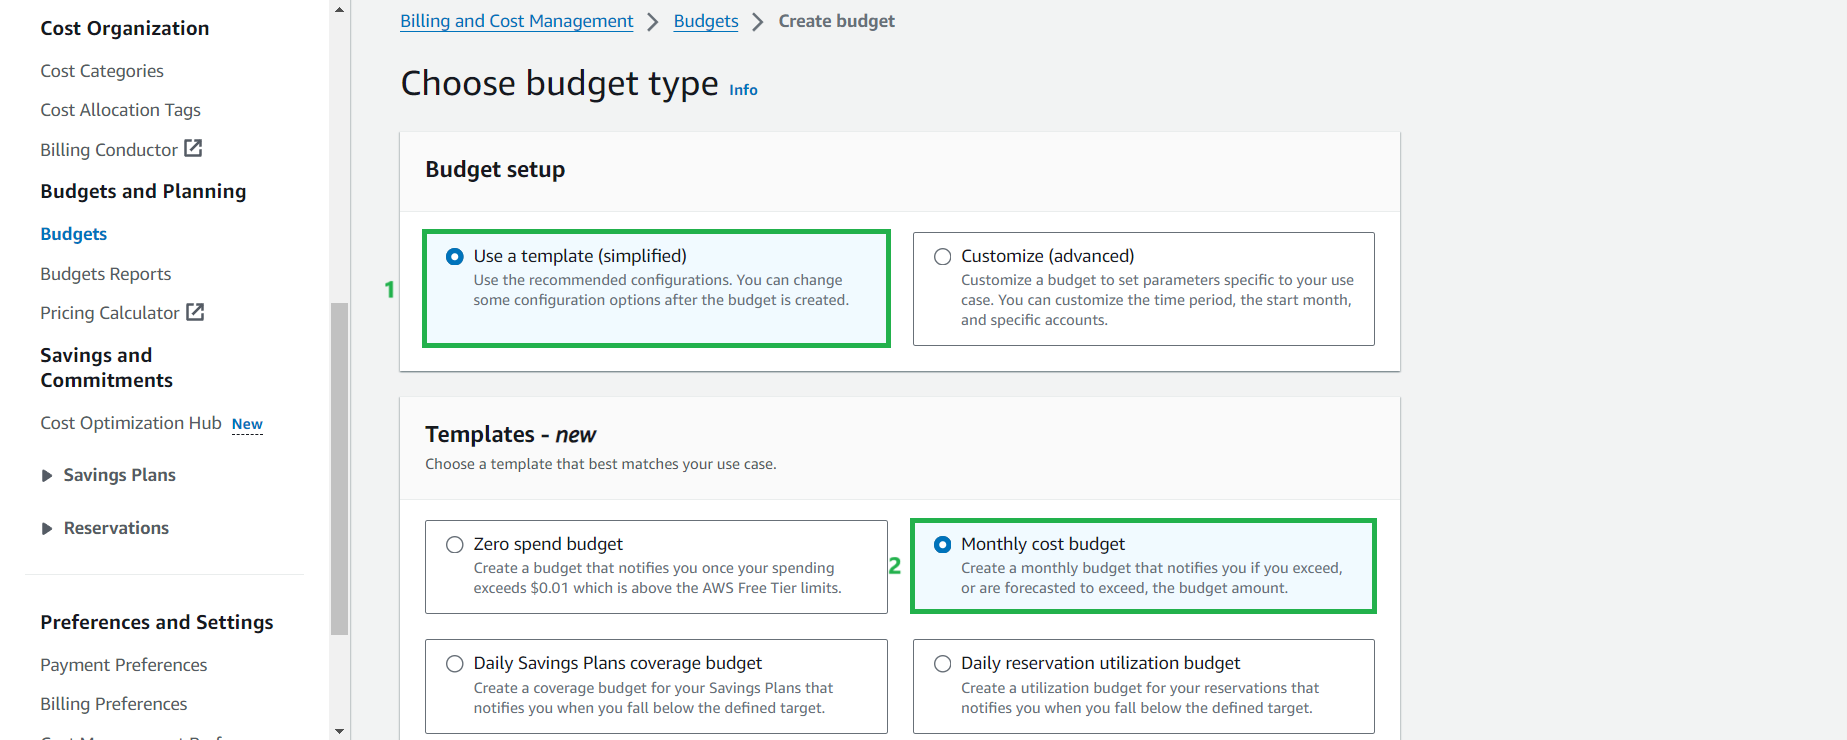 Cost Organization
Cost Categories
Cost Allocation Tags
Billing Conductor
Budgets and Planning
Budgets
Budgets Reports
Pricing Calculator
Savings and
Commitments
Cost Optimization Hub New
Savings Plans
Reservations
Preferences and Settings
Payment Preferences
Billing Preferences
Billing and Cost Management > Budgets > Create budget
Choose budget type Info
Budget setup
1
Use a template (simplified)
Use the recommended configurations. You can change
some configuration options after the budget is created.
Customize (advanced)
Customize a budget to set parameters specific to your use
case. You can customize the time period, the start month,
and specific accounts.
Templates - new
Choose a template that best matches your use case.
Zero spend budget
Create a budget that notifies you once your spending
exceeds $0.01 which is above the AWS Free Tier limits.
2
Monthly cost budget
Create a monthly budget that notifies you if you exceed,
or are forecasted to exceed, the budget amount.
Daily Savings Plans coverage budget
Create a coverage budget for your Savings Plans that
notifies you when you fall below the defined target.
Daily reservation utilization budget
Create a utilization budget for your reservations that
notifies you when you fall below the defined target.